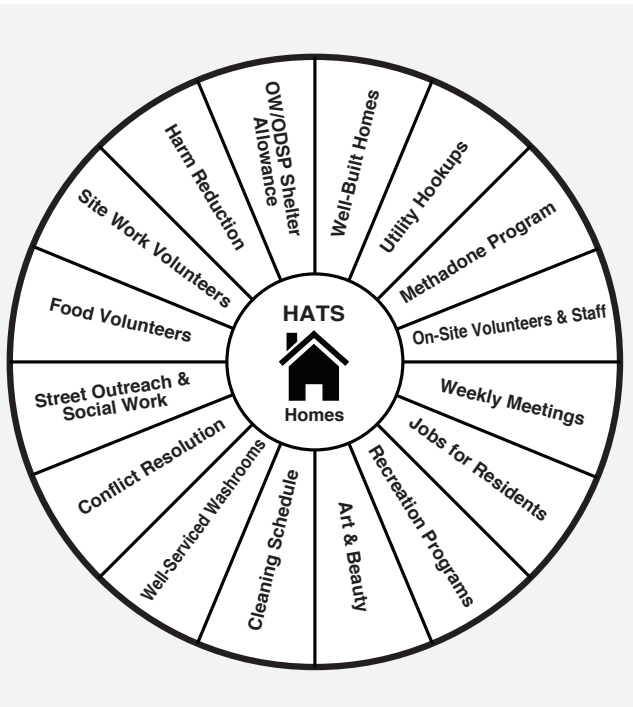 HATS
Homes
Well-Built Homes
Utility Hookups
Methadone Program
On-Site Volunteers & Staff
Weekly Meetings
Jobs for Residents
Recreation Programs
Art & Beauty
Cleaning Schedule
Well-Serviced Washrooms
Conflict Resolution
Street Outreach &
Social Work
Food Volunteers
Site Work Volunteers
Harm Reduction
OW/ODSP Shelter
Allowance